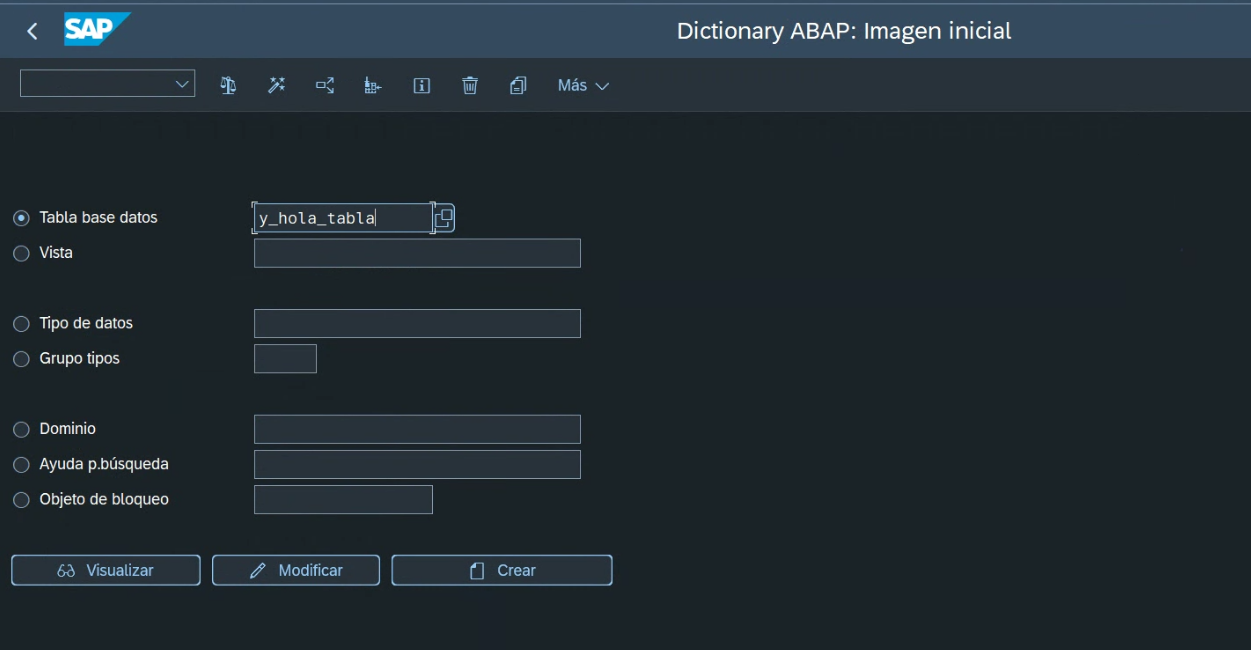 SAP
Dictionary ABAP: Imagen inicial
Más
Tabla base datos y_hola_tabla
Vista
Tipo de datos
Grupo tipos
Dominio
Ayuda p.búsqueda
Objeto de bloqueo
Visualizar Modificar Crear